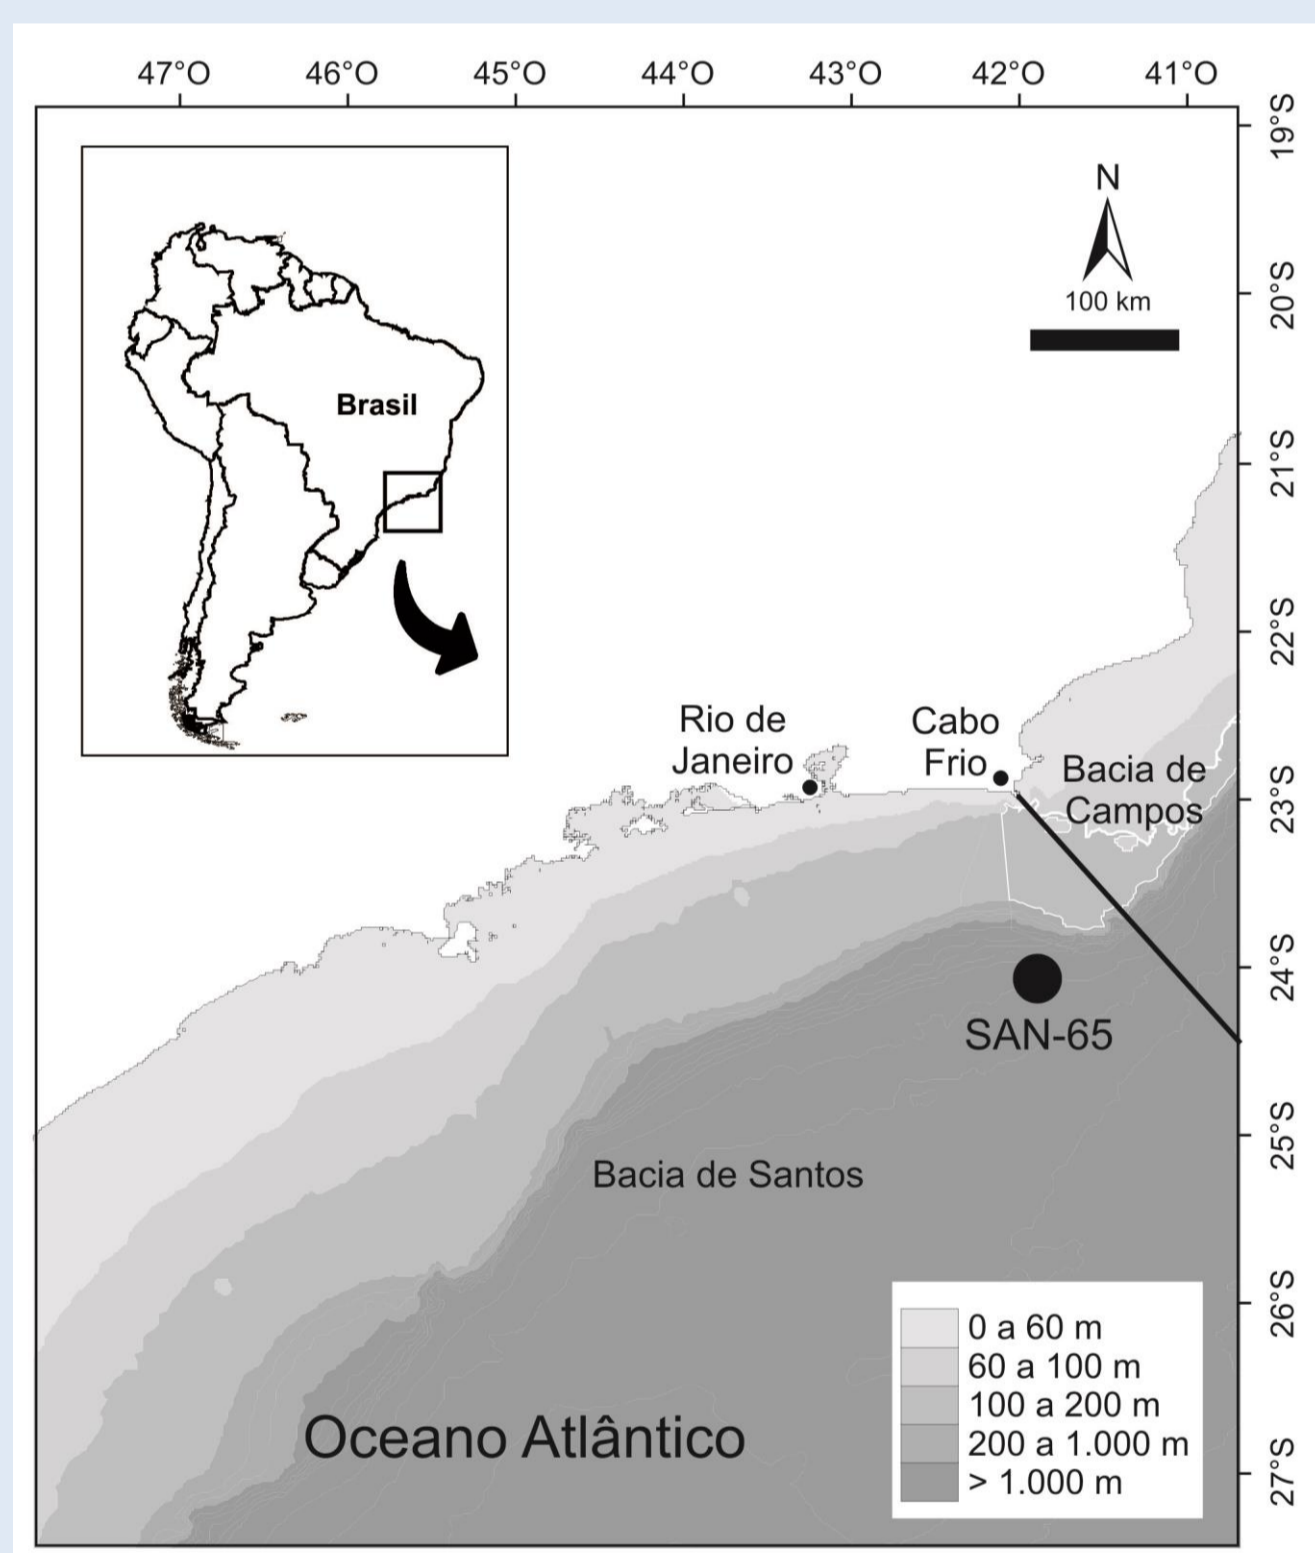 47°O 46°O 45°O 44°O 43°O 42°O 41°O
19°S
20°S
21°S
22°S
23°S
24°S
25°S
26°S
27°S
N
100 km
Brasil
Rio de
Janeiro
Cabo
Frio
Bacia de
Campos
SAN-65
Bacia de Santos
Oceano Atlântico
0 a 60 m
60 a 100 m
100 a 200 m
200 a 1.000 m
> 1.000 m